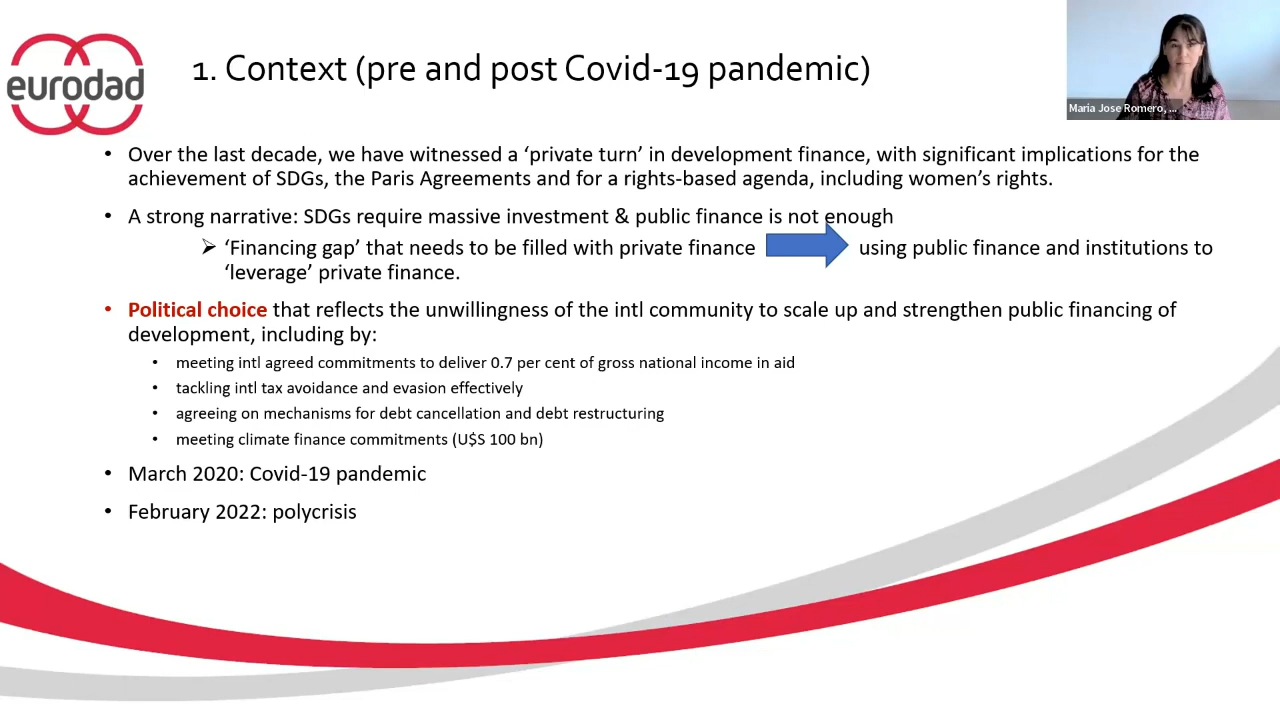 eurodad
1. Context (pre and post Covid-19 pandemic)
Maria Jose Romero, ...
• Over the last decade, we have witnessed a ‘private turn’ in development finance, with significant implications for the
achievement of SDGs, the Paris Agreements and for a rights-based agenda, including women’s rights.
• A strong narrative: SDGs require massive investment & public finance is not enough
➢ ‘Financing gap’ that needs to be filled with private finance using public finance and institutions to
‘leverage’ private finance.
• Political choice that reflects the unwillingness of the intl community to scale up and strengthen public financing of
development, including by:
• meeting intl agreed commitments to deliver 0.7 per cent of gross national income in aid
• tackling intl tax avoidance and evasion effectively
• agreeing on mechanisms for debt cancellation and debt restructuring
• meeting climate finance commitments (U$S 100 bn)
• March 2020: Covid-19 pandemic
• February 2022: polycrisis